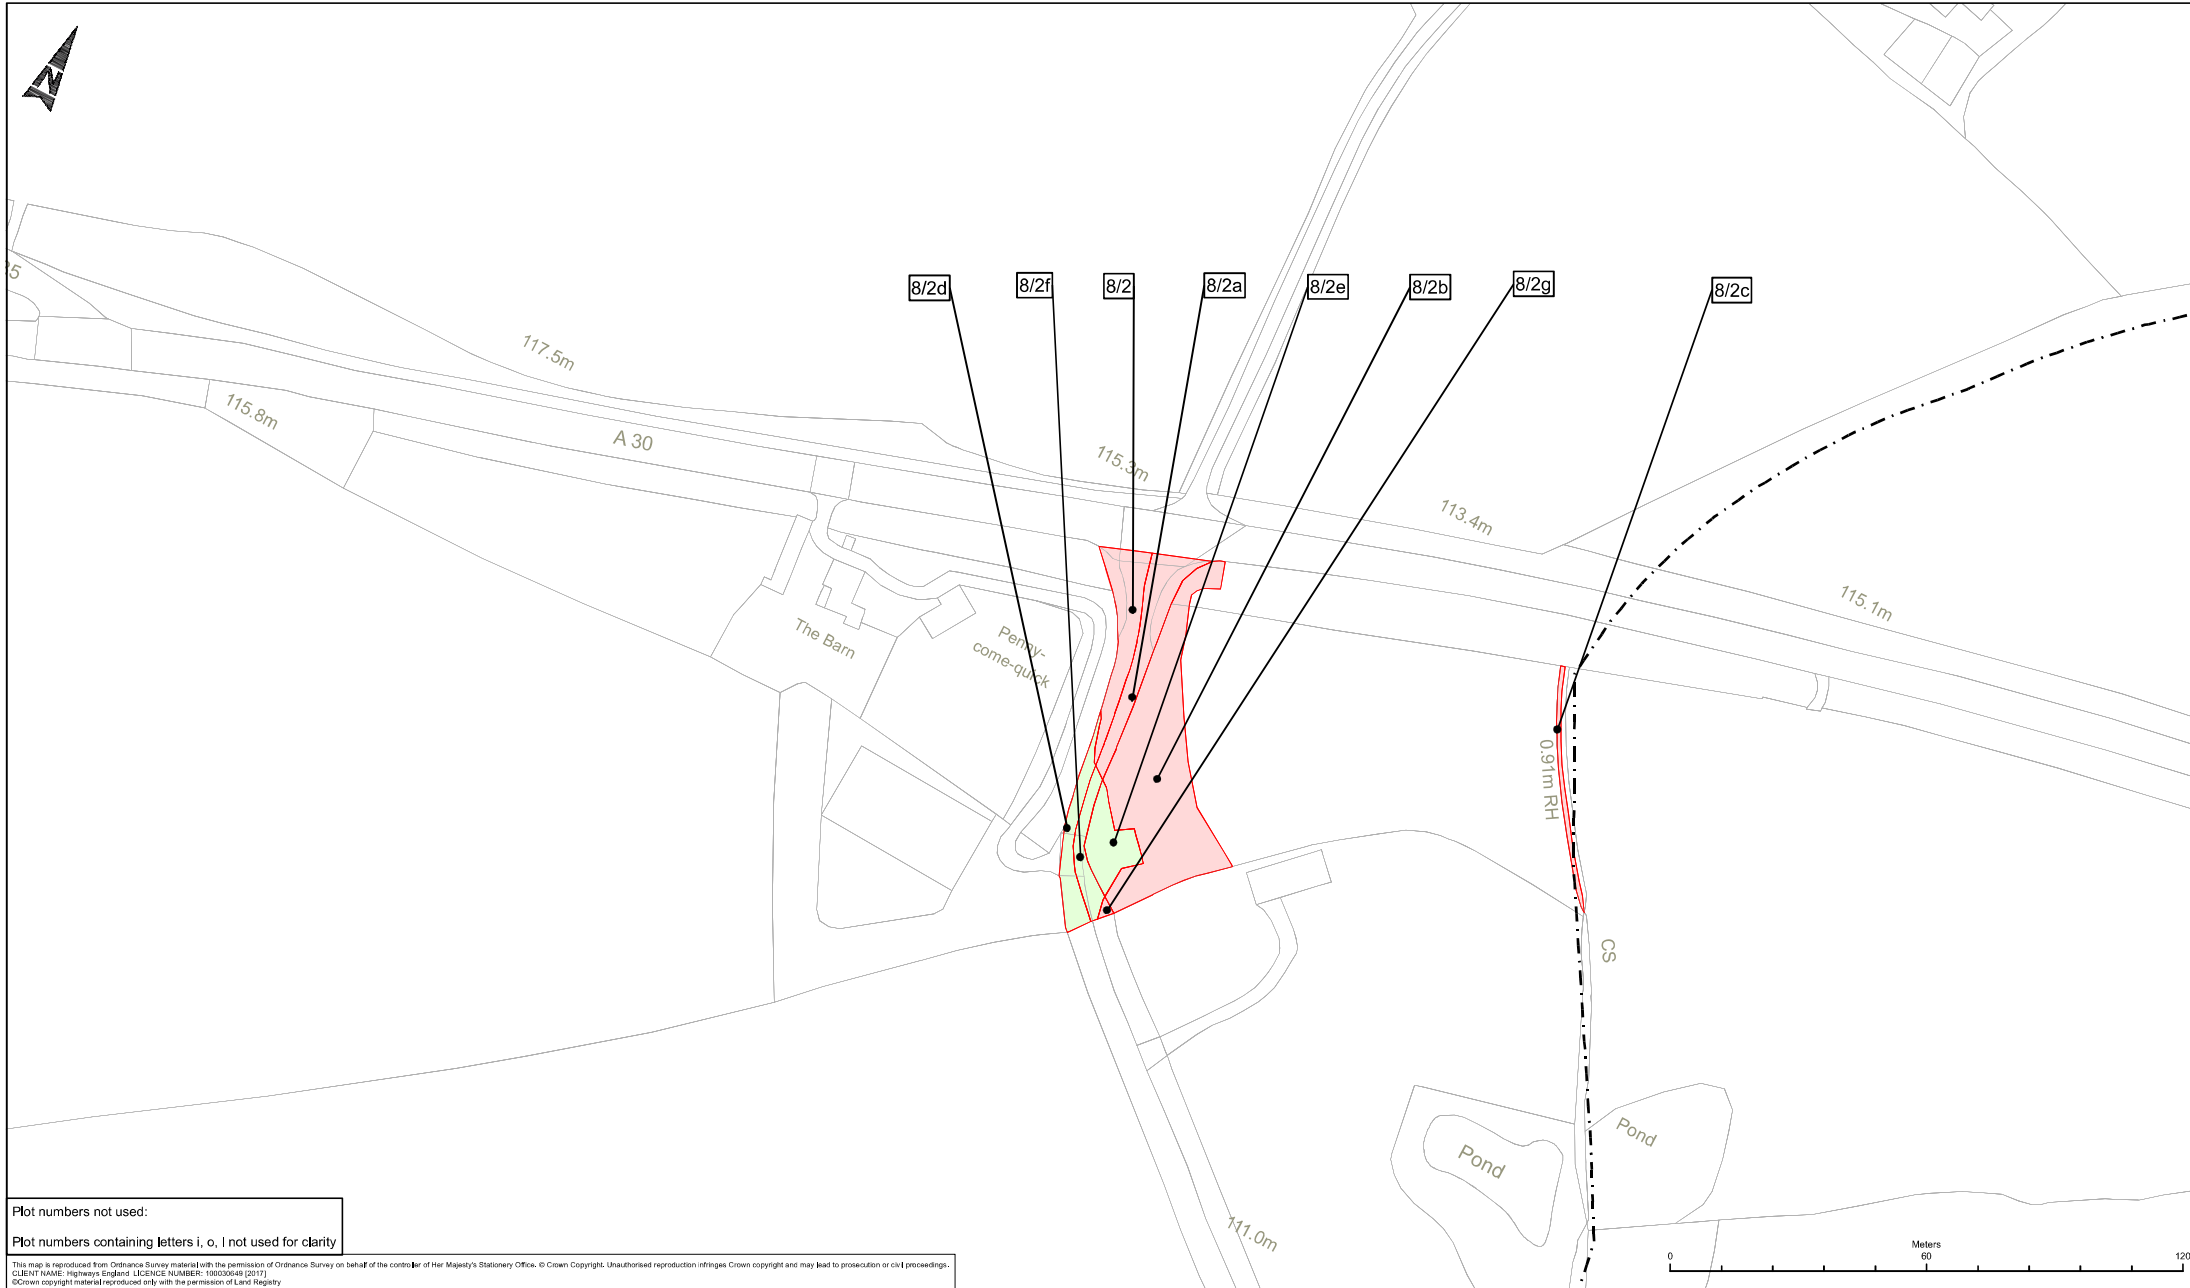 N
8/2d
8/2f
8/2
8/2a
8/2e
8/2b
8/2g
8/2c
117.5m
115.8m
A 30
115.3m
113.4m
115.1m
The Barn
Penny-
come-quick
0.91m RH
CS
Pond
Pond
111.0m
Plot numbers not used:
Plot numbers containing letters i, o, l not used for clarity
Meters
0 60 120
This map is reproduced from Ordnance Survey material with the permission of Ordnance Survey on behalf of the controller of Her Majesty's Stationery Office. © Crown Copyright. Unauthorised reproduction infringes Crown copyright and may lead to prosecution or civil proceedings.
CLIENT NAME: Highways England LICENCE NUMBER: 100030649 [2017]
©Crown copyright material reproduced only with the permission of Land Registry